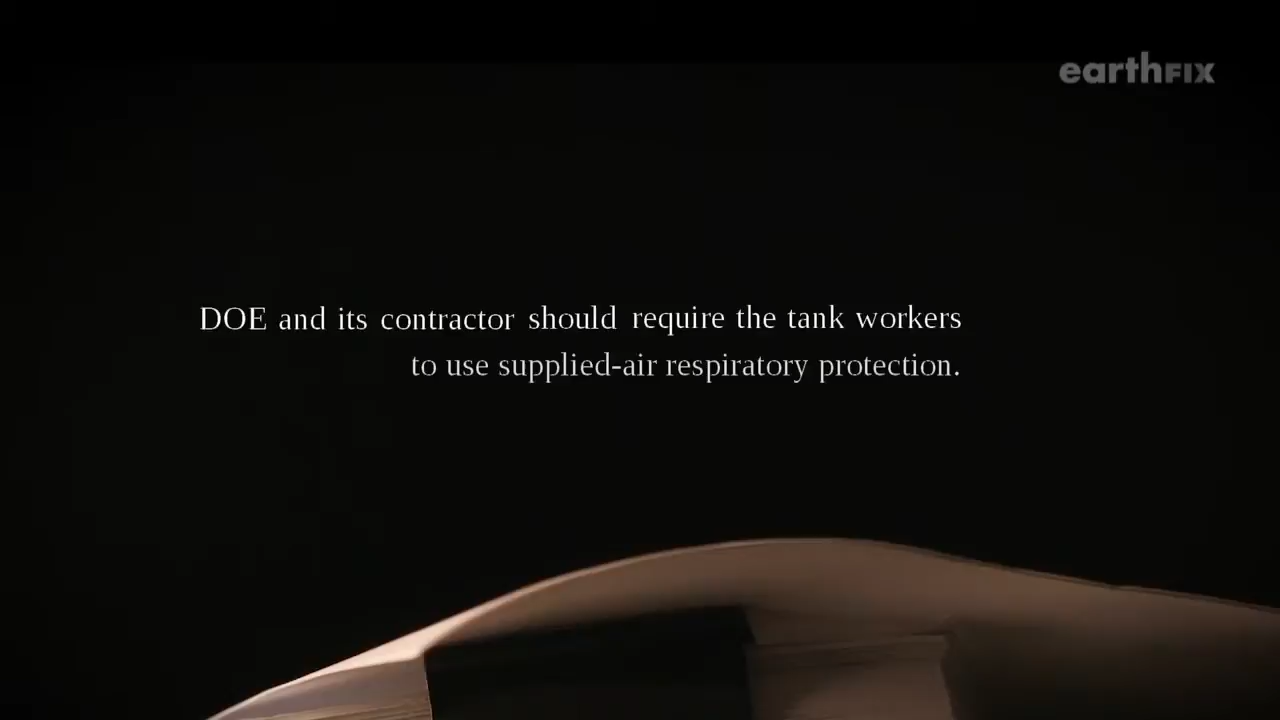 earthFIX
DOE and its contractor should require the tank workers
to use supplied-air respiratory protection.